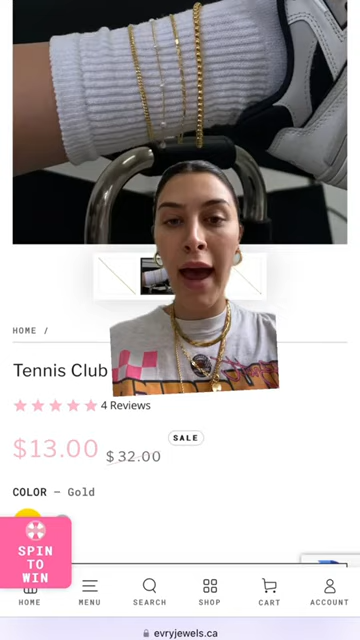 HOME /
Tennis Club
4 Reviews
$13.00 $32.00 SALE
COLOR — Gold
SPIN
TO
WIN
HOME MENU SEARCH SHOP CART ACCOUNT
evryjewels.ca